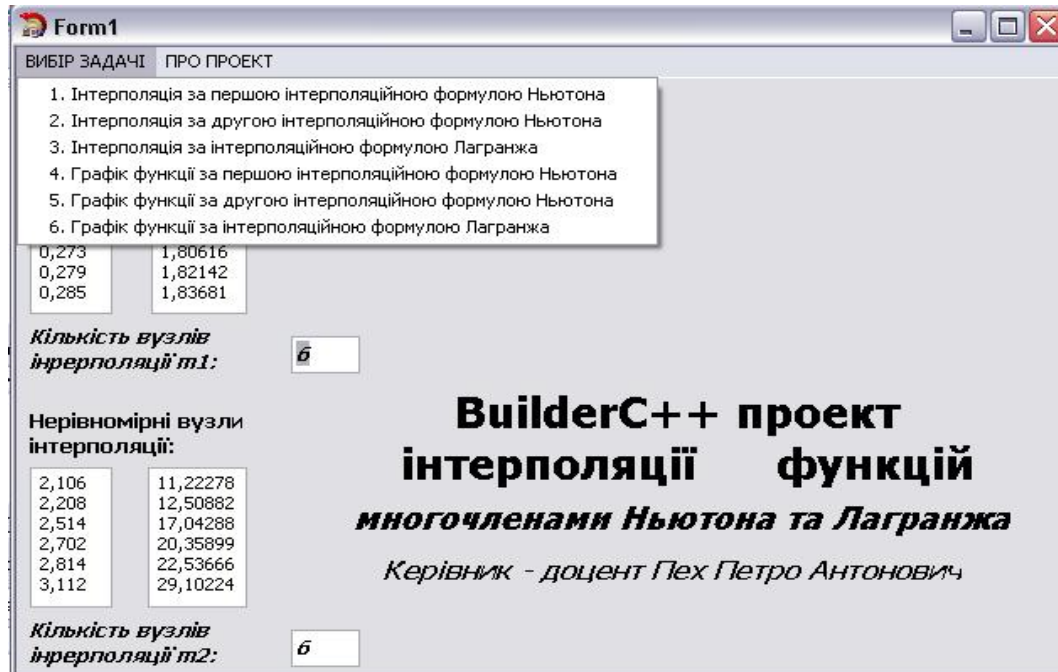 Form1
ВИБІР ЗАДАЧІ ПРО ПРОЕКТ
1. Інтерполяція за першою інтерполяційною формулою Ньютона
2. Інтерполяція за другою інтерполяційною формулою Ньютона
3. Інтерполяція за інтерполяційною формулою Лагранжа
4. Графік функції за першою інтерполяційною формулою Ньютона
5. Графік функції за другою інтерполяційною формулою Ньютона
6. Графік функції за інтерполяційною формулою Лагранжа
0,273 1,80616
0,279 1,82142
0,285 1,83681
Кількість вузлів
інрерполяції m1:
6
Нерівномірні вузли
інтерполяції:
2,106 11,22278
2,208 12,50882
2,514 17,04288
2,702 20,35899
2,814 22,53666
3,112 29,10224
Кількість вузлів
інрерполяції m2:
6
BuilderC++ проект
інтерполяції функцій
многочленами Ньютона та Лагранжа
Керівник - доцент Пех Петро Антонович